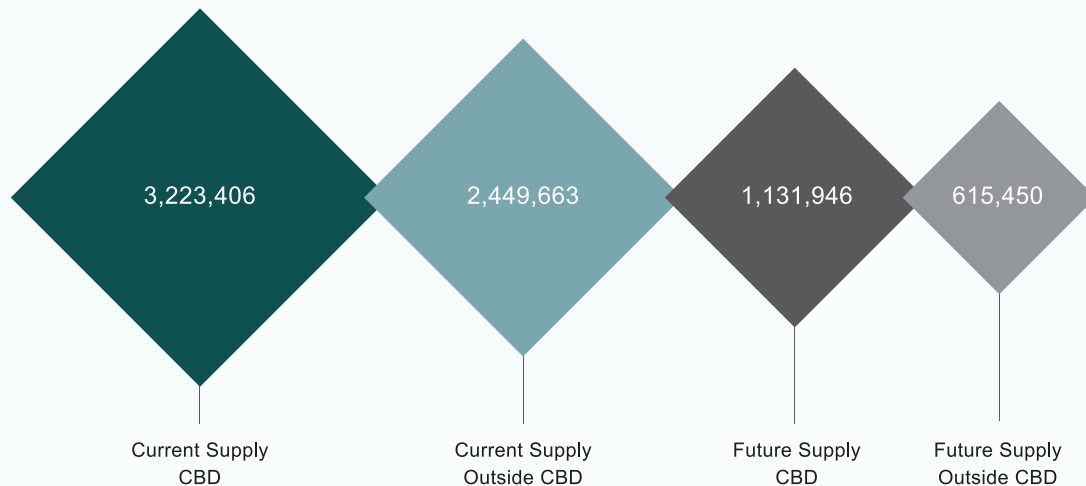 3,223,406
2,449,663
1,131,946
615,450
Current Supply
CBD
Current Supply
Outside CBD
Future Supply
CBD
Future Supply
Outside CBD